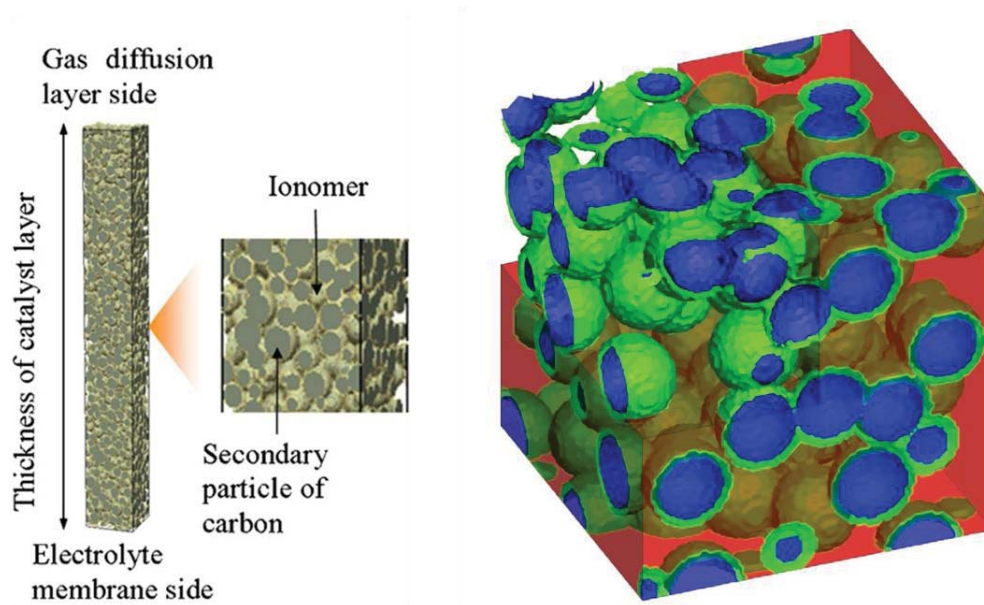 Gas diffusion
layer side
Thickness of catalyst layer
Ionomer
Secondary
particle of
carbon
Electrolyte
membrane side